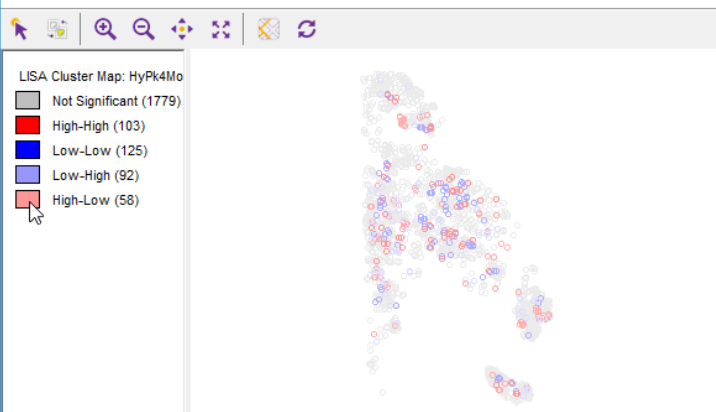 LISA Cluster Map: HyPk4Mo
Not Significant (1779)
High-High (103)
Low-Low (125)
Low-High (92)
High-Low (58)